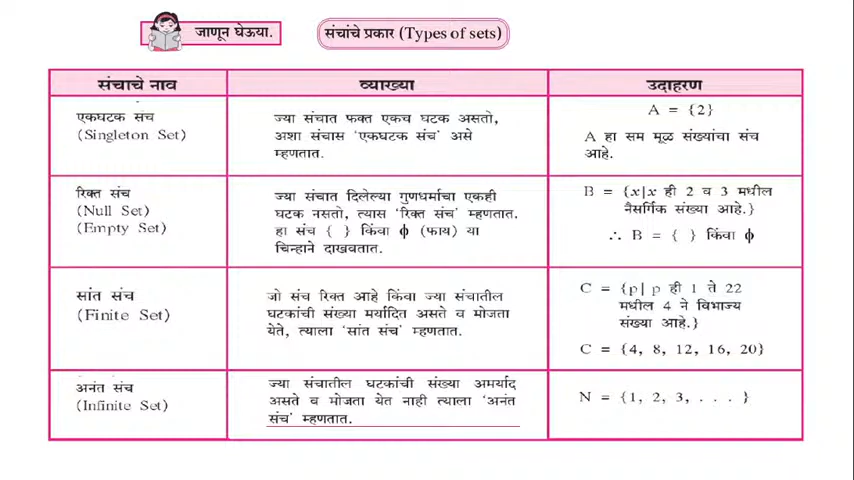 जाणून घेऊया.
संचांचे प्रकार (Types of sets)
संचाचे नाव
व्याख्या
उदाहरण
एकघटक संच
(Singleton Set)
ज्या संचात फक्त एकच घटक असतो,
अशा संचास 'एकघटक संच' असे
म्हणतात.
A = {2}
A हा सम मूळ संख्यांचा संच
आहे.
रिक्त संच
(Null Set)
(Empty Set)
ज्या संचात दिलेल्या गुणधर्माचा एकही
घटक नसतो, त्यास 'रिक्त संच' म्हणतात.
हा संच { } किंवा ϕ (फाय) या
चिन्हाने दाखवतात.
B = {x|x ही 2 व 3 मधील
नैसर्गिक संख्या आहे.}
∴ B = { } किंवा ϕ
सांत संच
(Finite Set)
जो संच रिक्त आहे किंवा ज्या संचातील
घटकांची संख्या मर्यादित असते व मोजता
येते, त्याला 'सांत संच' म्हणतात.
C = {p| p ही 1 ते 22
मधील 4 ने विभाज्य
संख्या आहे.}
C = {4, 8, 12, 16, 20}
अनंत संच
(Infinite Set)
ज्या संचातील घटकांची संख्या अमर्याद
असते व मोजता येत नाही त्याला 'अनंत
संच' म्हणतात.
N = {1, 2, 3, . . . }